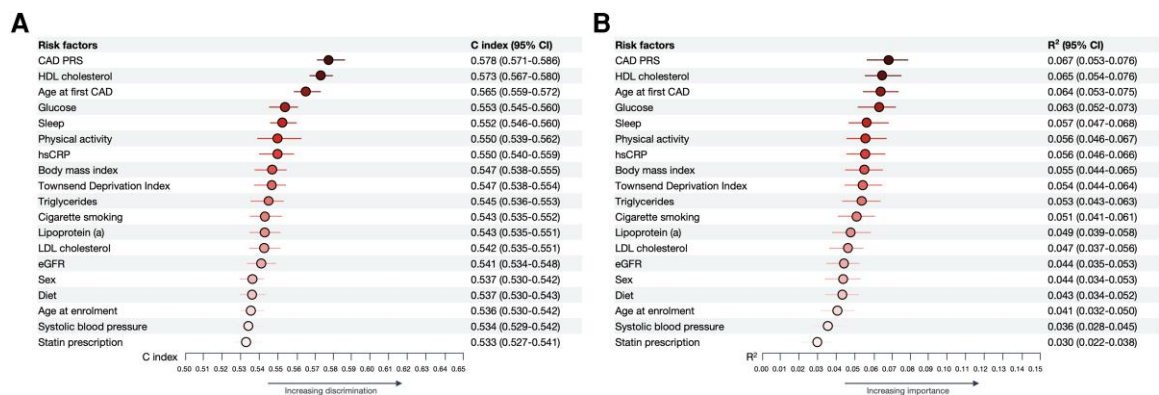 A
Risk factors C index (95% CI)
CAD PRS 0.578 (0.571-0.586)
HDL cholesterol 0.573 (0.567-0.580)
Age at first CAD 0.565 (0.559-0.572)
Glucose 0.553 (0.545-0.560)
Sleep 0.552 (0.546-0.560)
Physical activity 0.550 (0.539-0.562)
hsCRP 0.550 (0.540-0.559)
Body mass index 0.547 (0.538-0.555)
Townsend Deprivation Index 0.547 (0.538-0.554)
Triglycerides 0.545 (0.536-0.553)
Cigarette smoking 0.543 (0.535-0.552)
Lipoprotein (a) 0.543 (0.535-0.551)
LDL cholesterol 0.542 (0.535-0.551)
eGFR 0.541 (0.534-0.548)
Sex 0.537 (0.530-0.542)
Diet 0.537 (0.530-0.543)
Age at enrolment 0.536 (0.530-0.542)
Systolic blood pressure 0.534 (0.529-0.542)
Statin prescription 0.533 (0.527-0.541)
C index
0.50 0.51 0.52 0.53 0.54 0.55 0.56 0.57 0.58 0.59 0.60 0.61 0.62 0.63 0.65
Increasing discrimination
B
Risk factors R² (95% CI)
CAD PRS 0.067 (0.053-0.076)
HDL cholesterol 0.065 (0.054-0.076)
Age at first CAD 0.064 (0.053-0.075)
Glucose 0.063 (0.052-0.073)
Sleep 0.057 (0.047-0.068)
Physical activity 0.056 (0.046-0.067)
hsCRP 0.056 (0.046-0.066)
Body mass index 0.055 (0.044-0.065)
Townsend Deprivation Index 0.054 (0.044-0.064)
Triglycerides 0.053 (0.043-0.063)
Cigarette smoking 0.051 (0.041-0.061)
Lipoprotein (a) 0.049 (0.039-0.058)
LDL cholesterol 0.047 (0.037-0.056)
eGFR 0.044 (0.035-0.053)
Sex 0.044 (0.034-0.053)
Diet 0.043 (0.034-0.052)
Age at enrolment 0.041 (0.032-0.050)
Systolic blood pressure 0.036 (0.028-0.045)
Statin prescription 0.030 (0.022-0.038)
R²
0.00 0.01 0.02 0.03 0.04 0.05 0.06 0.07 0.08 0.09 0.10 0.11 0.12 0.13 0.15
Increasing importance